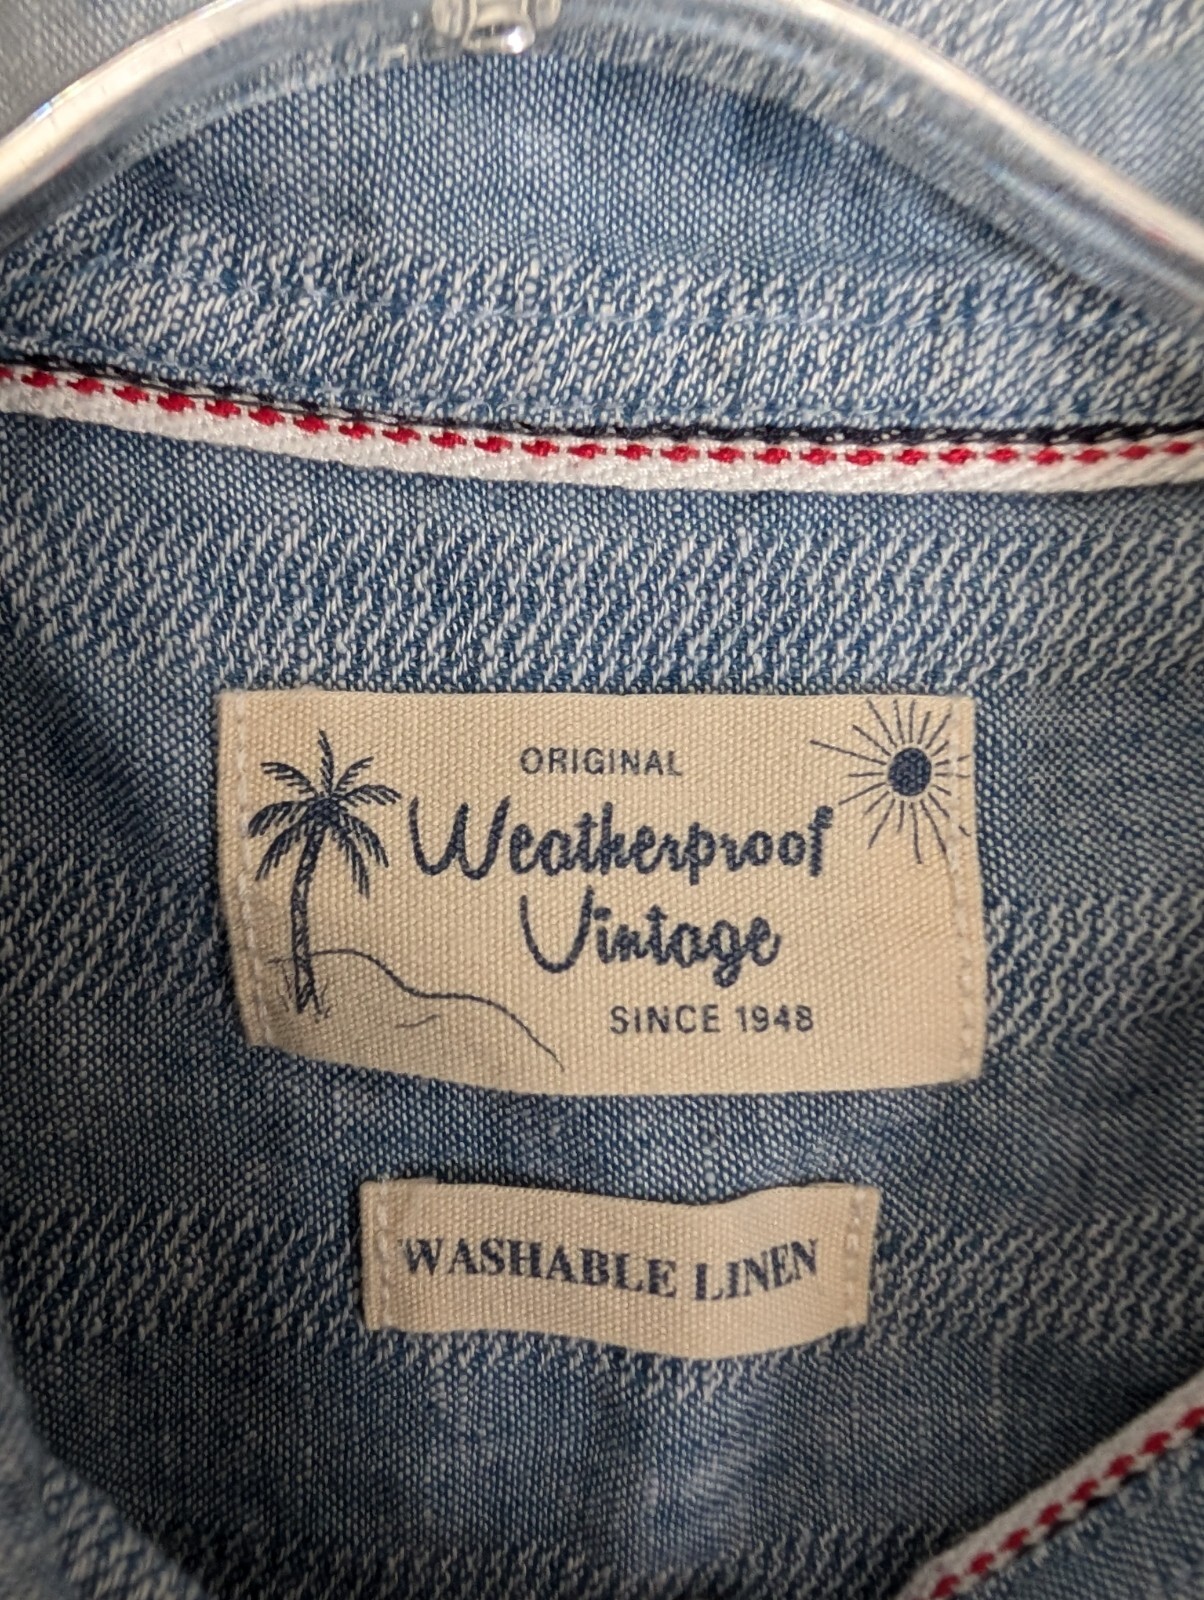 ORIGINAL
Weatherproof
Vintage
SINCE 1948
WASHABLE LINEN